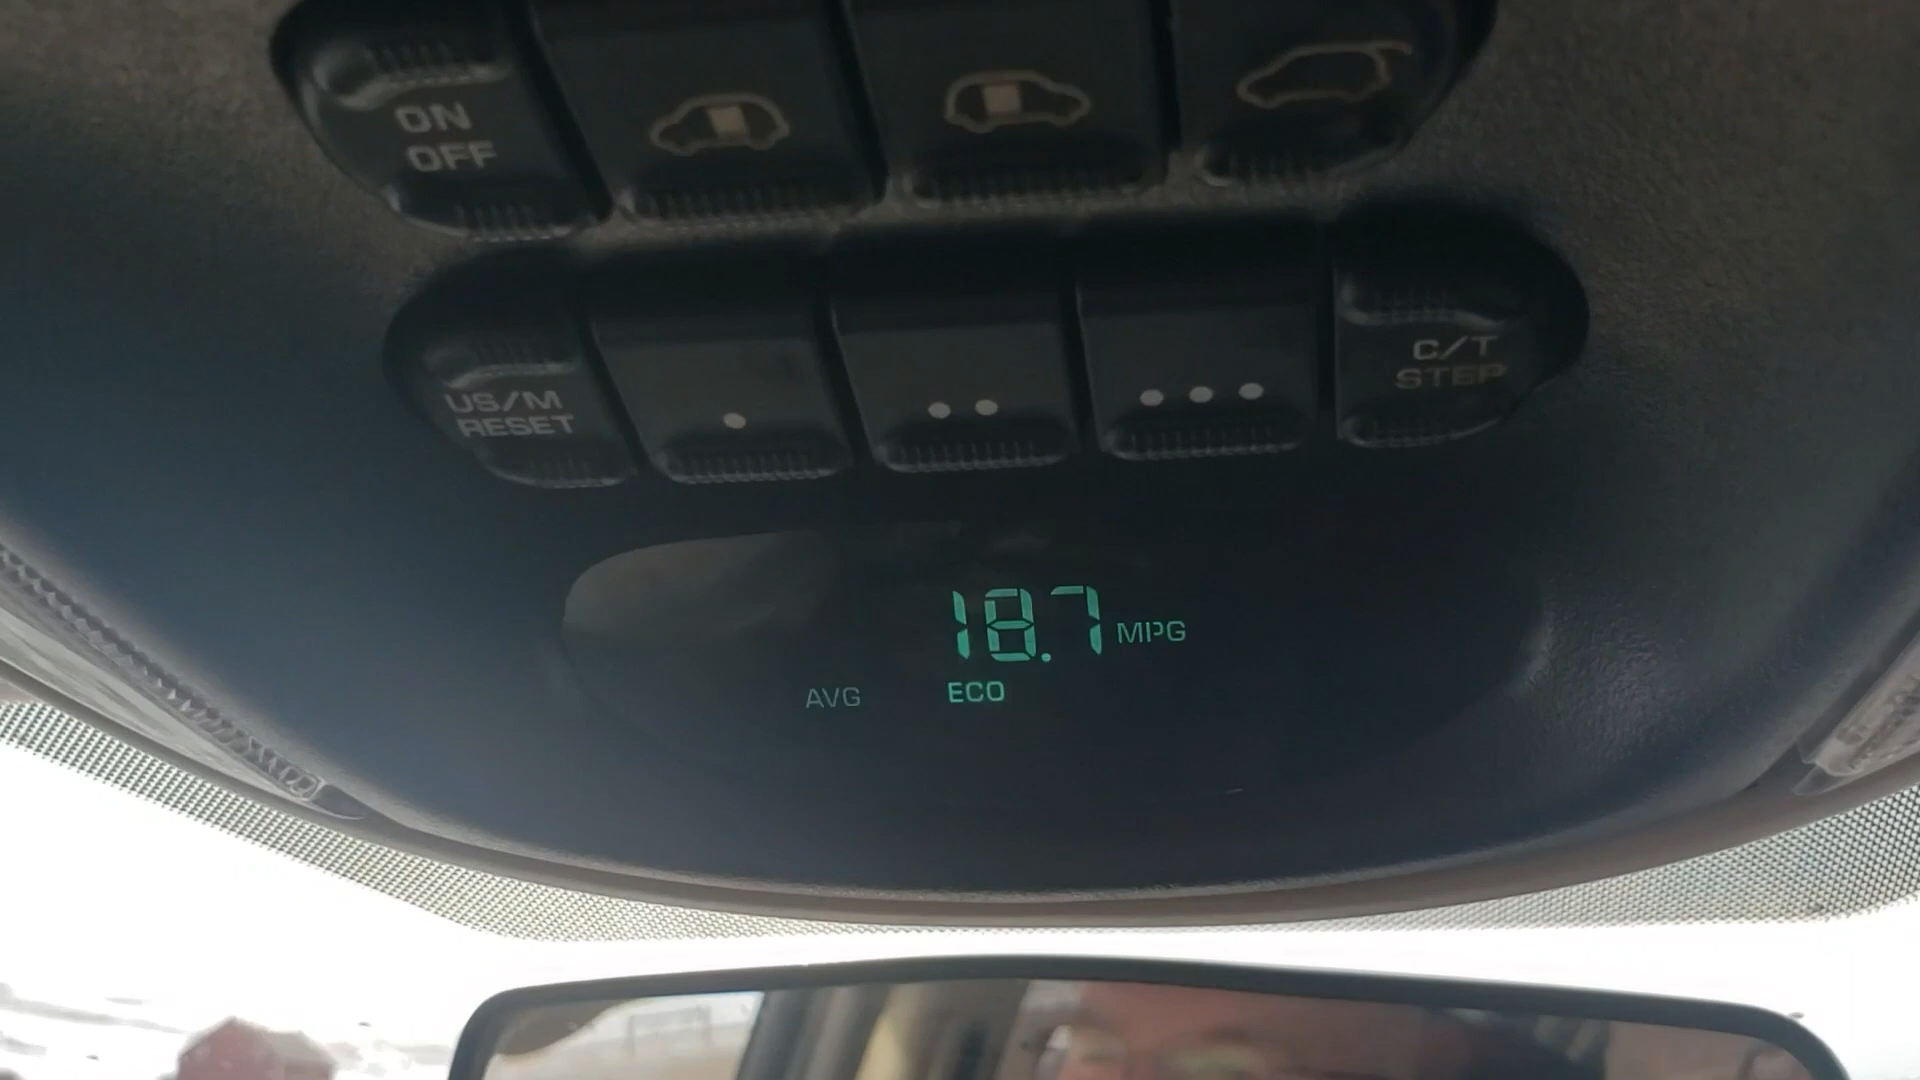 ON
OFF
US/M
RESET
C/T
STEP
18.7 MPG
AVG ECO